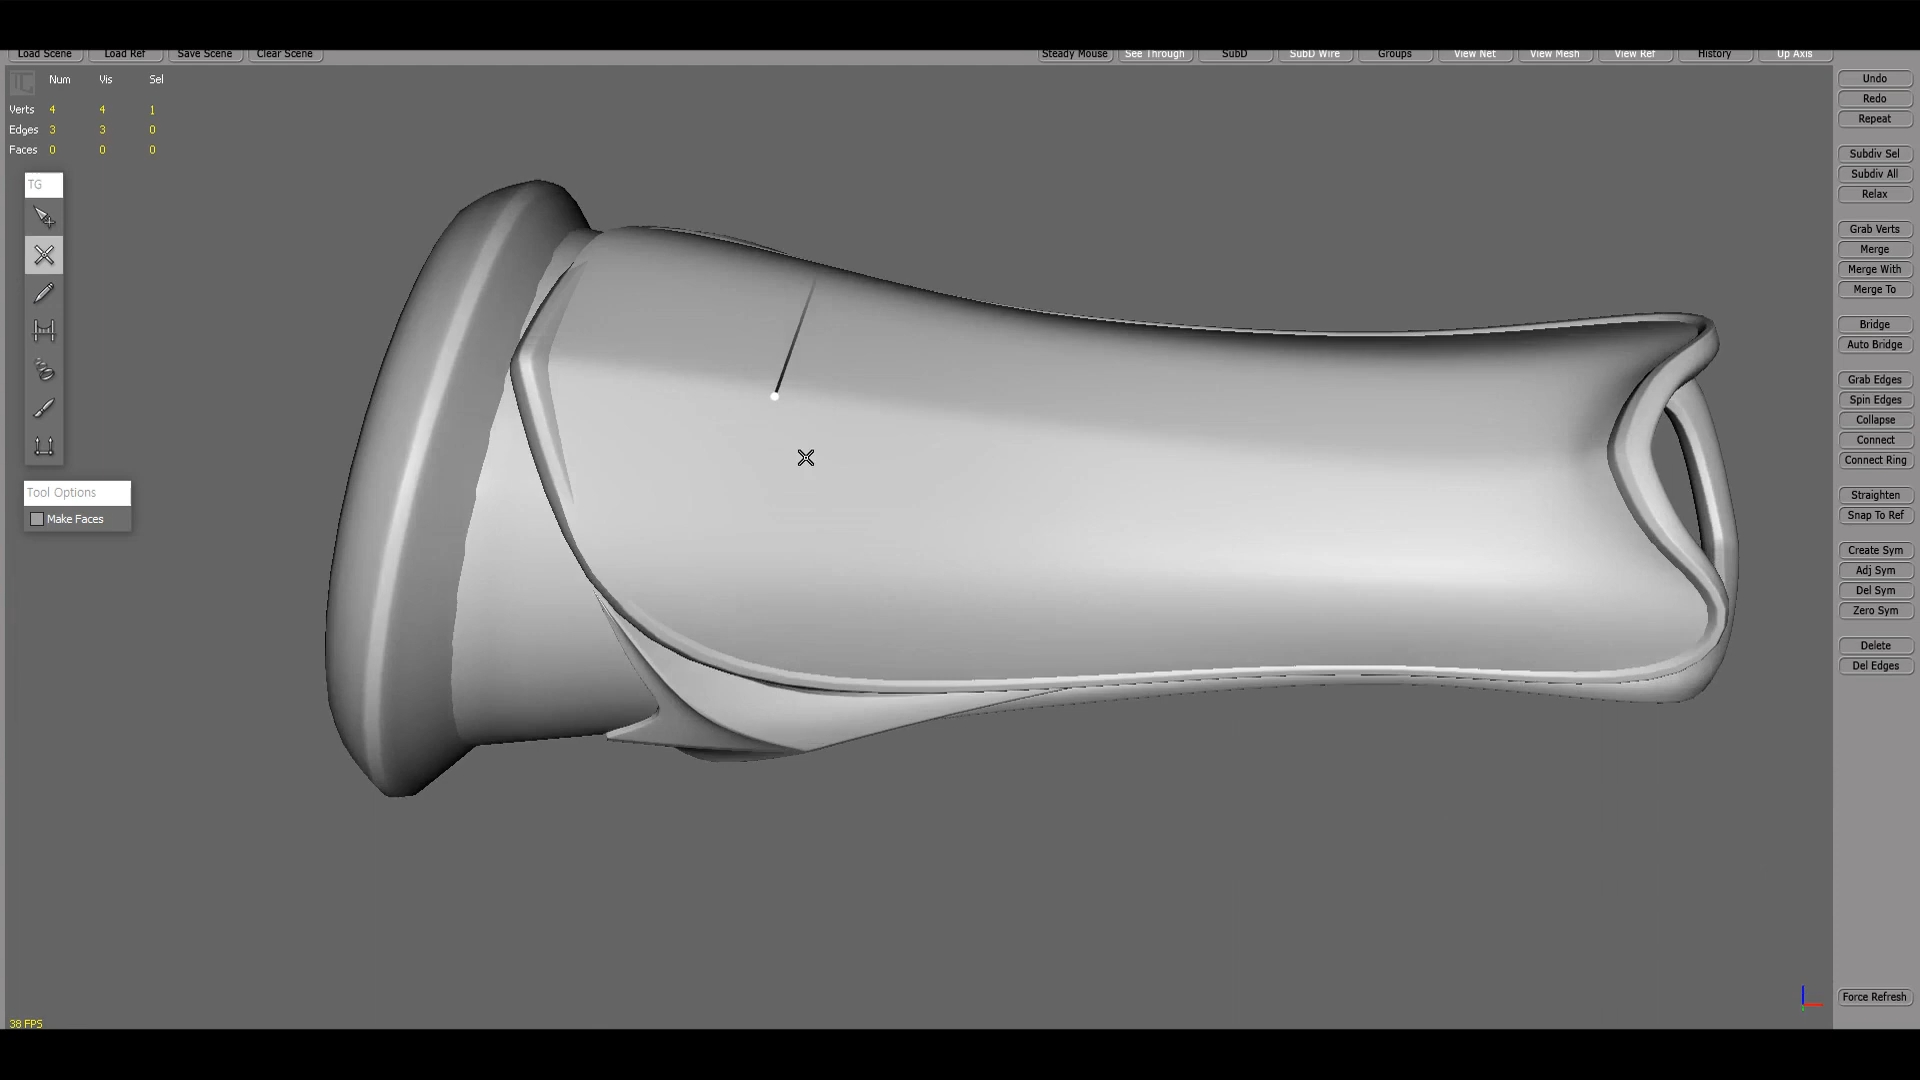 Load Scene Load Ref Save Scene Clear Scene Steady Mouse See Through SubD SubD Wire Groups View Net View Mesh View Ref History Up Axis
Num Vis Sel
Verts 4 4 1
Edges 3 3 0
Faces 0 0 0
TG
Tool Options
Make Faces
38 FPS
Undo
Redo
Repeat
Subdiv Sel
Subdiv All
Relax
Grab Verts
Merge
Merge With
Merge To
Bridge
Auto Bridge
Grab Edges
Spin Edges
Collapse
Connect
Connect Ring
Straighten
Snap To Ref
Create Sym
Adj Sym
Del Sym
Zero Sym
Delete
Del Edges
Force Refresh